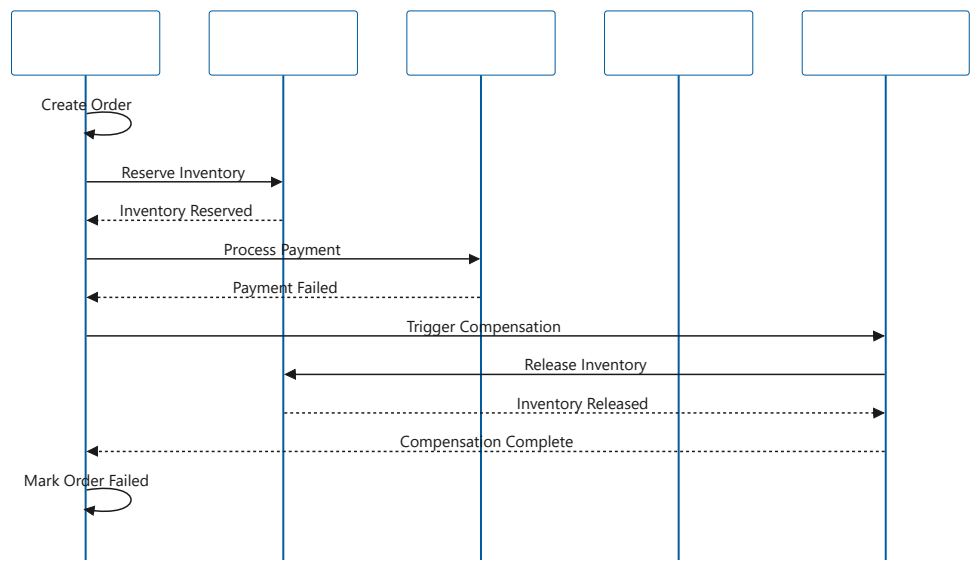 Create Order
Reserve Inventory
Inventory Reserved
Process Payment
Payment Failed
Trigger Compensation
Release Inventory
Inventory Released
Compensation Complete
Mark Order Failed